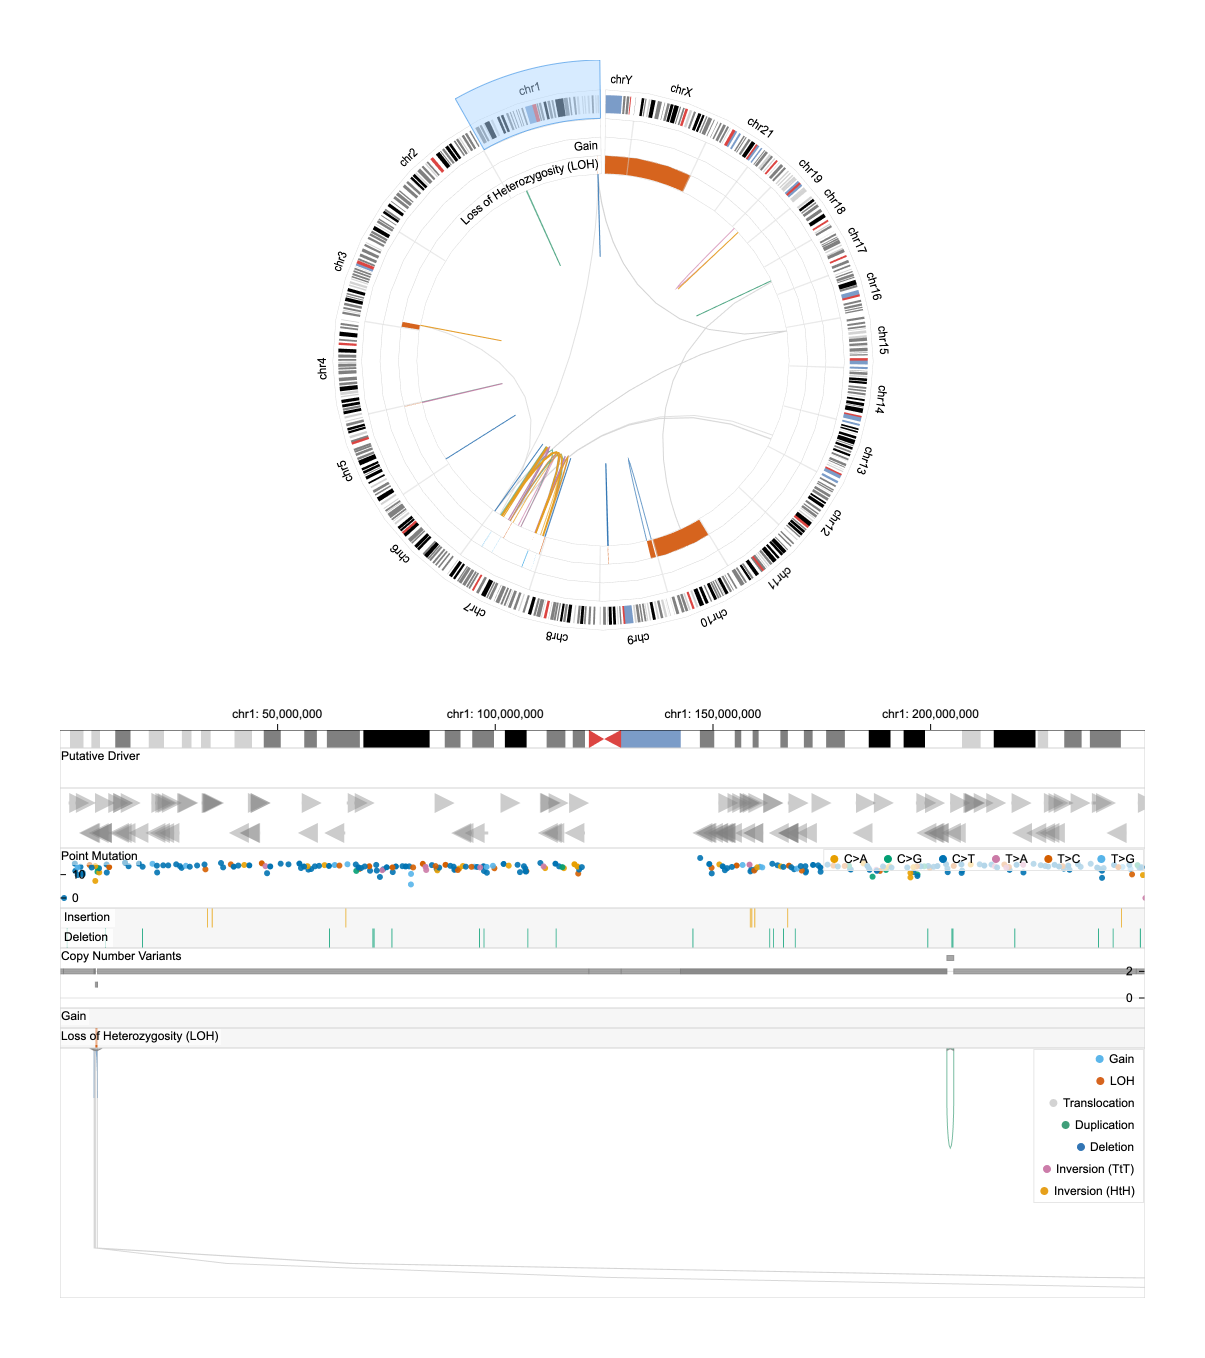 chrY
chrX
chr1
chr21
Gain
chr2
Loss of Heterozygosity (LOH)
chr19
chr18
chr17
chr3
chr16
chr15
chr4
chr14
chr13
chr5
chr12
chr6
chr11
chr7
chr10
chr8
chr9
chr1: 50,000,000
chr1: 100,000,000
chr1: 150,000,000
chr1: 200,000,000
Putative Driver
Point Mutation
C>A
C>G
C>T
T>A
T>C
T>G
10
0
Insertion
Deletion
Copy Number Variants
2
0
Gain
Loss of Heterozygosity (LOH)
Gain
LOH
Translocation
Duplication
Deletion
Inversion (TtT)
Inversion (HtH)